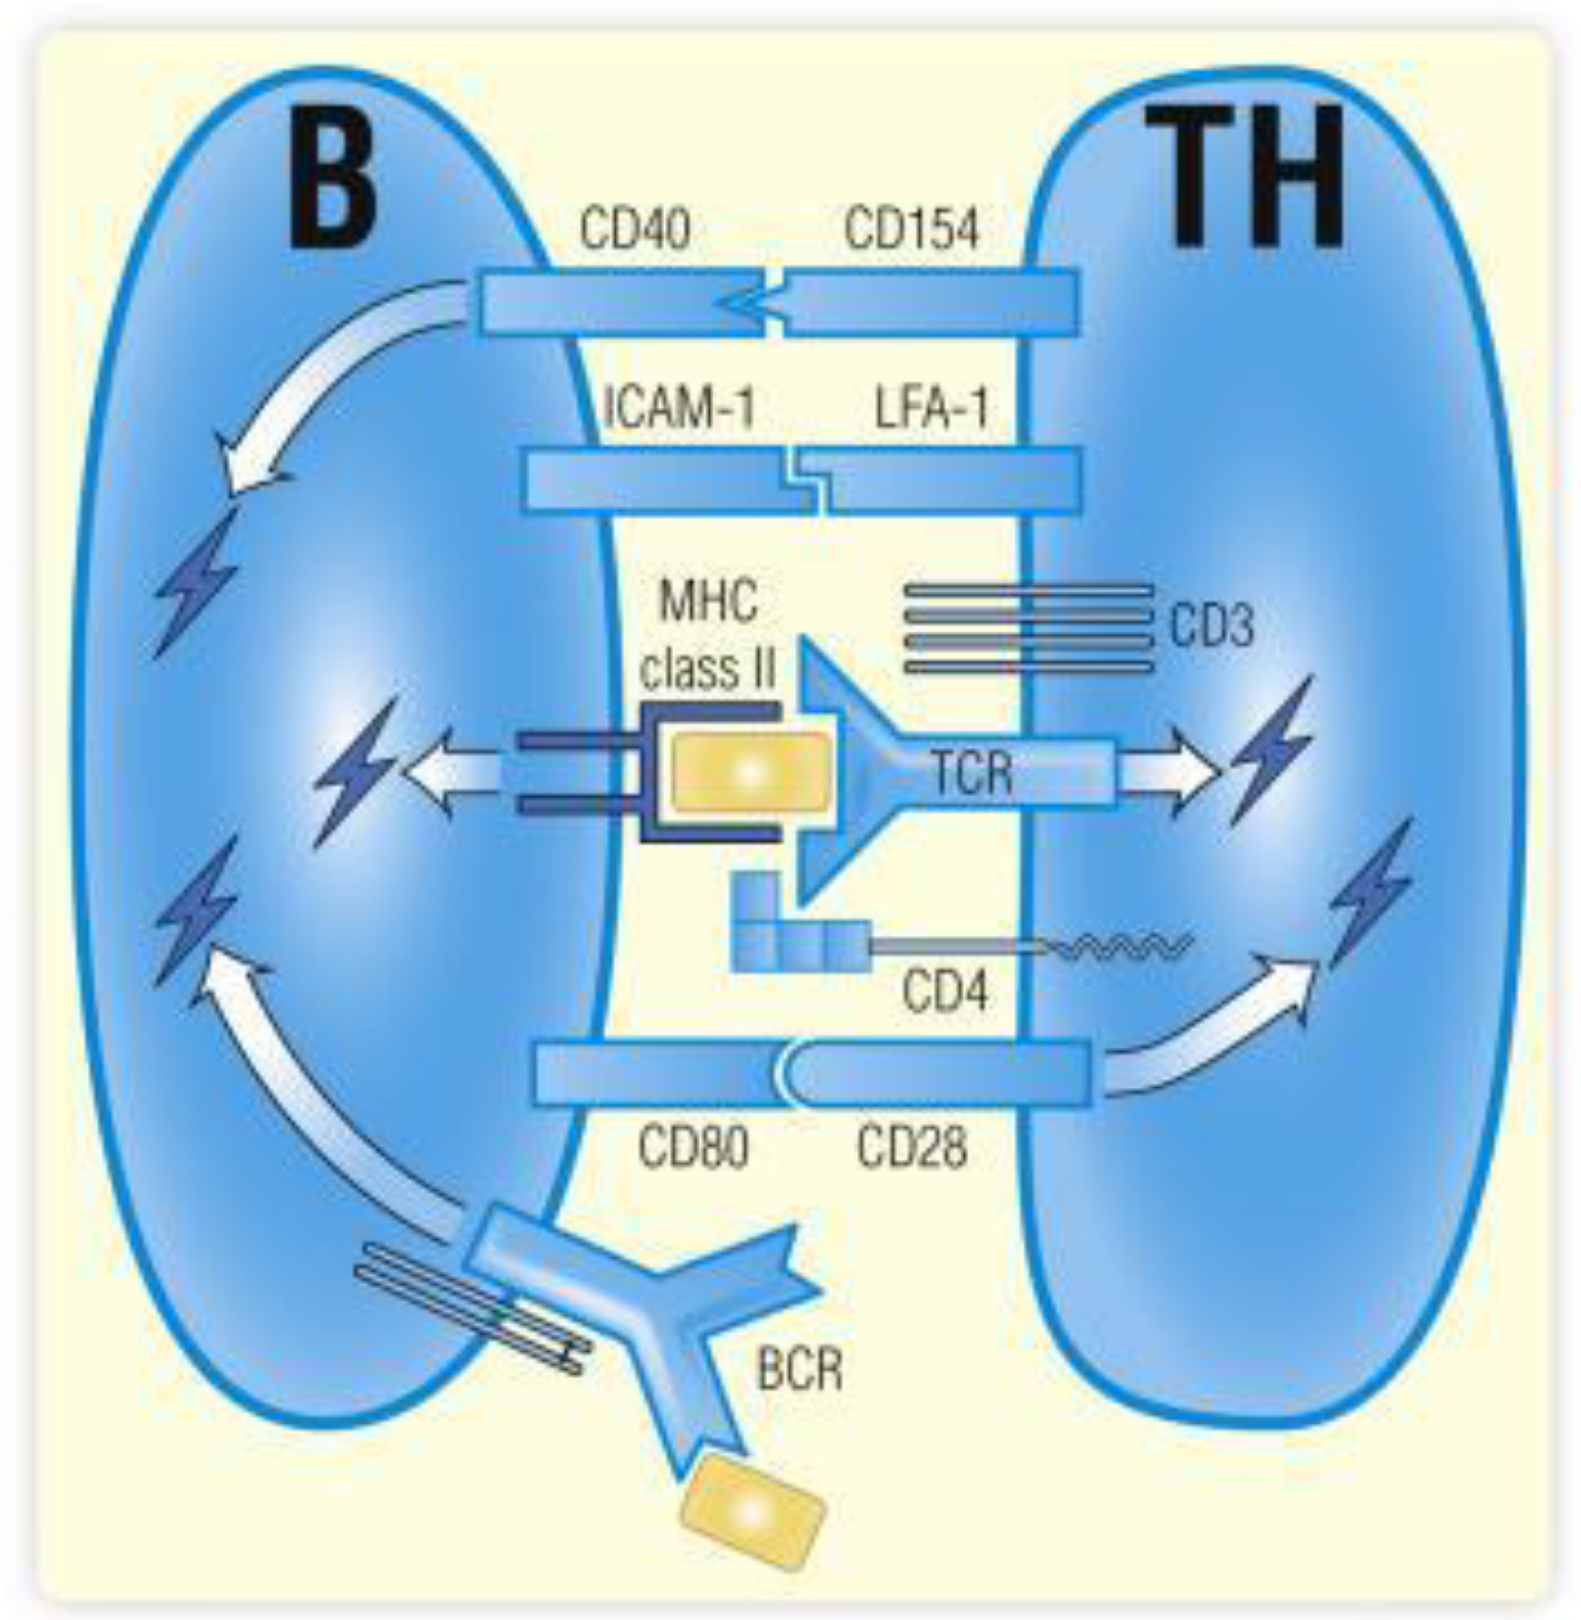 B
TH
CD40
CD154
ICAM-1
LFA-1
MHC
class II
CD3
TCR
CD4
CD80
CD28
BCR